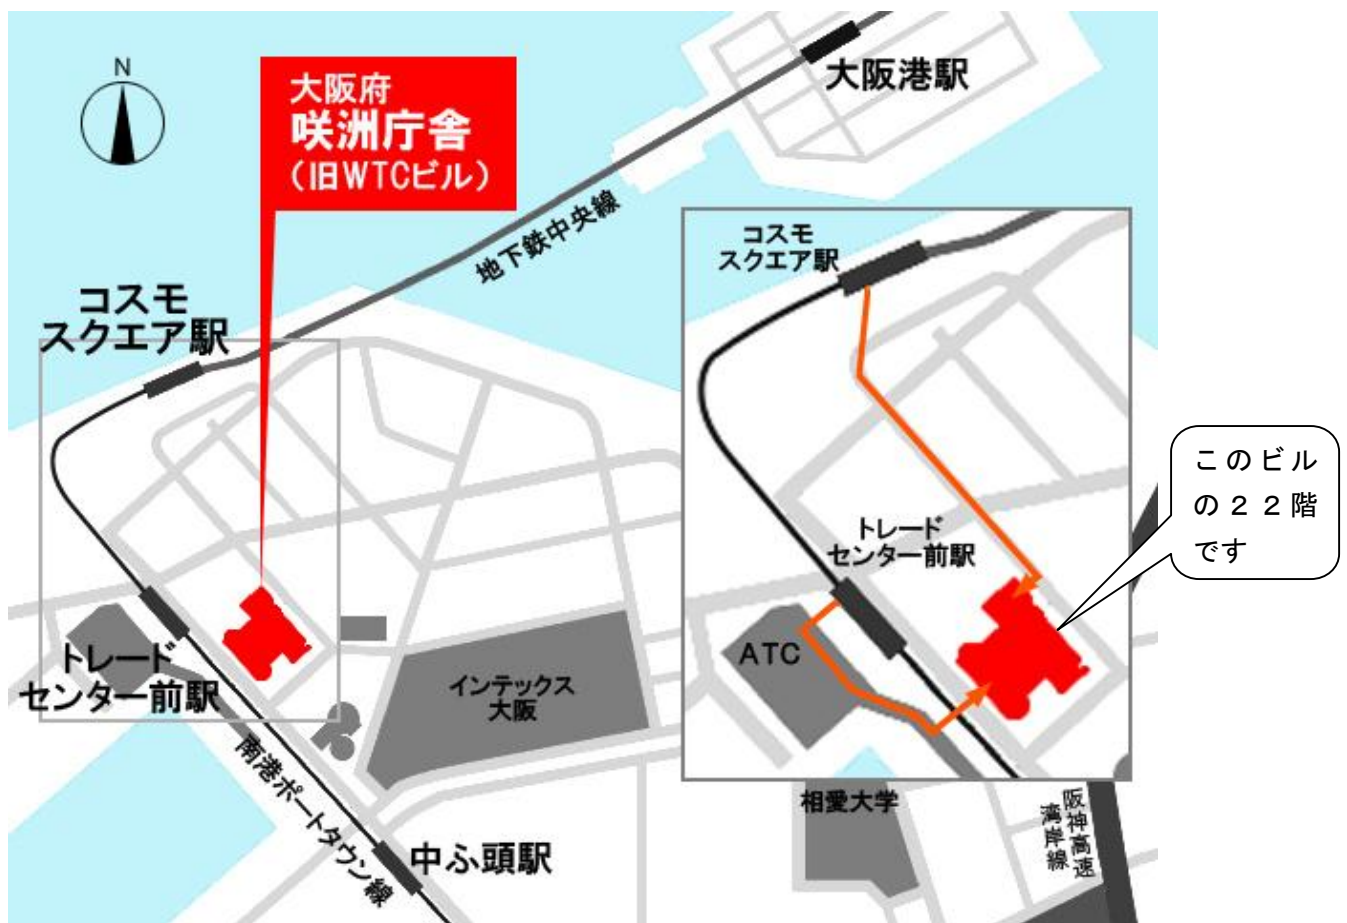 N
大阪府
咲洲庁舎
（旧WTCビル）
大阪港駅
地下鉄中央線
コスモ
スクエア駅
コスモ
スクエア駅
トレード
センター前駅
ATC
このビル
の２２階
です
トレード
センター前駅
インテックス
大阪
南港ポートタウン線
中ふ頭駅
相愛大学
阪神高速
湾岸線